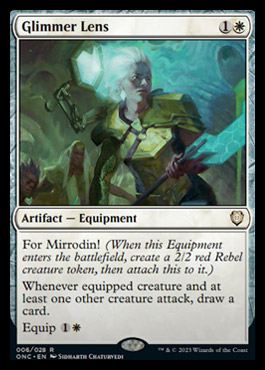 Glimmer Lens 1
Artifact — Equipment
For Mirrodin! (When this Equipment
enters the battlefield, create a 2/2 red Rebel
creature token, then attach this to it.)
Whenever equipped creature and at
least one other creature attack, draw a
card.
Equip 1
006/028 R
ONC • EN Sidharth Chaturvedi
™ & © 2023 Wizards of the Coast